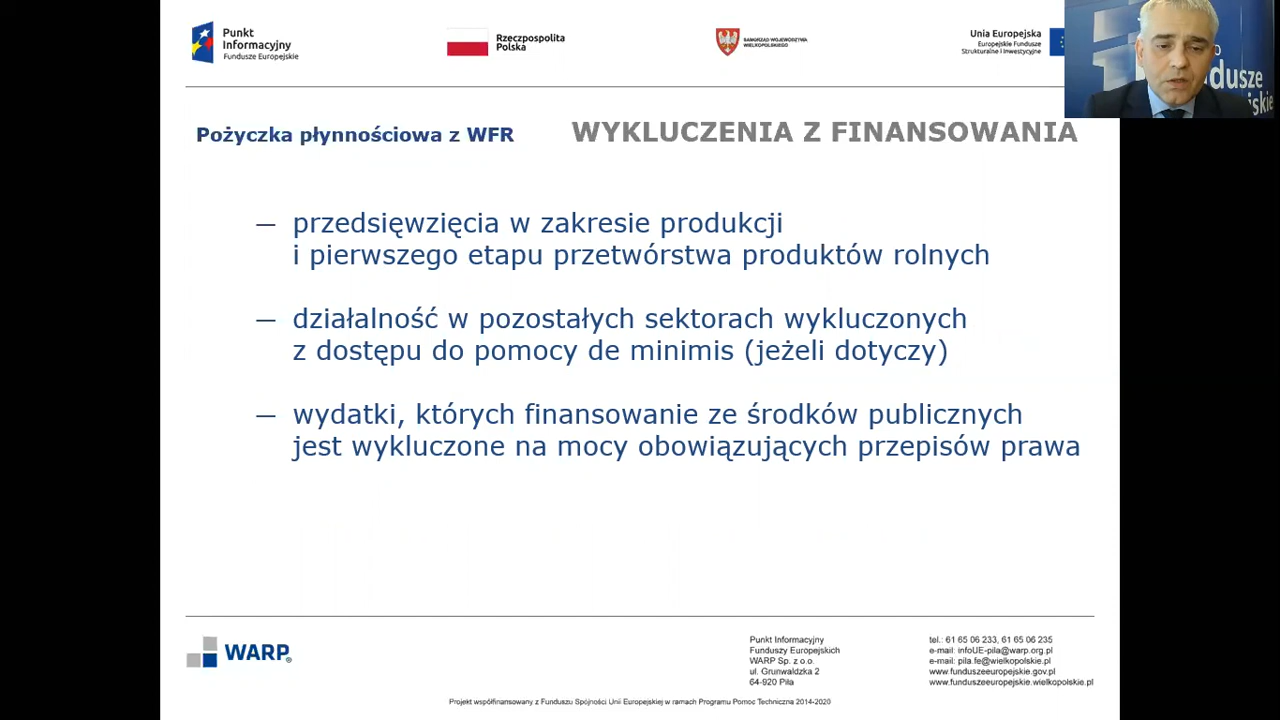 Punkt
Informacyjny
Fundusze Europejskie
Rzeczpospolita
Polska
SAMORZĄD WOJEWÓDZTWA
WIELKOPOLSKIEGO
Unia Europejska
Europejskie Fundusze
Strukturalne i Inwestycyjne
Pożyczka płynnościowa z WFR
WYKLUCZENIA Z FINANSOWANIA
— przedsięwzięcia w zakresie produkcji
i pierwszego etapu przetwórstwa produktów rolnych
— działalność w pozostałych sektorach wykluczonych
z dostępu do pomocy de minimis (jeżeli dotyczy)
— wydatki, których finansowanie ze środków publicznych
jest wykluczone na mocy obowiązujących przepisów prawa
WARP
Punkt Informacyjny
Funduszy Europejskich
WARP Sp. z o.o.
ul. Grunwaldzka 2
64-920 Piła
tel.: 61 65 06 233, 61 65 06 235
e-mail: infoUE-pila@warp.org.pl
e-mail: pila.fe@wielkopolskie.pl
www.funduszeeuropejskie.gov.pl
www.funduszeeuropejskie.wielkopolskie.pl
Projekt współfinansowany z Funduszu Spójności Unii Europejskiej w ramach Programu Pomoc Techniczna 2014-2020